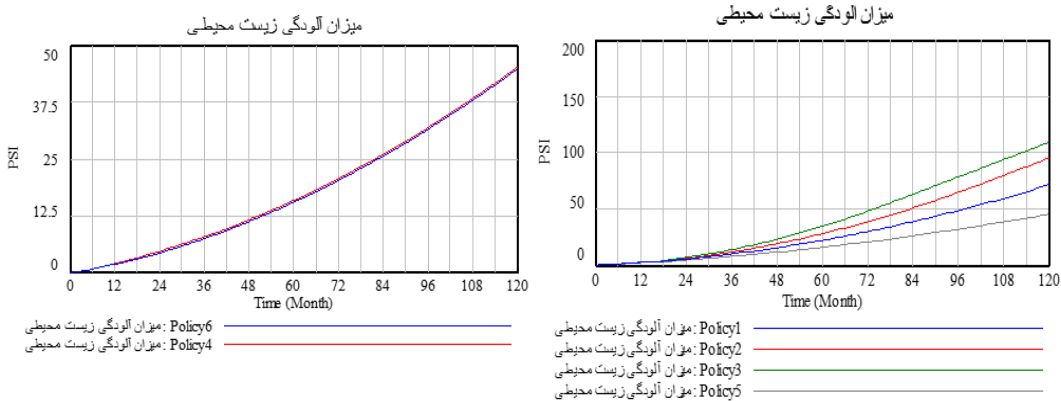 میزان آلودگی زیست محیطی
50
37.5
25
12.5
0
PSI
0 12 24 36 48 60 72 84 96 108 120
Time (Month)
میزان آلودگی زیست محیطی : Policy6
میزان آلودگی زیست محیطی : Policy4
میزان آلودگی زیست محیطی
200
150
100
50
0
PSI
0 12 24 36 48 60 72 84 96 108 120
Time (Month)
میزان آلودگی زیست محیطی : Policy1
میزان آلودگی زیست محیطی : Policy2
میزان آلودگی زیست محیطی : Policy3
میزان آلودگی زیست محیطی : Policy5